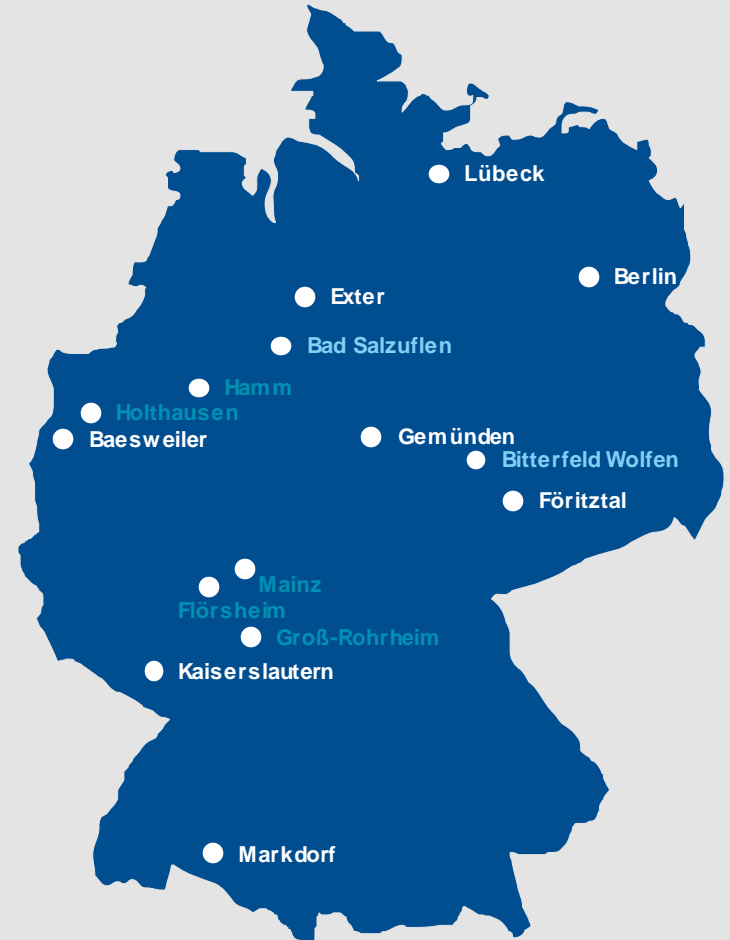 Lübeck
Berlin
Exter
Bad Salzuflen
Hamm
Holthausen
Baesweiler
Gemünden
Bitterfeld Wolfen
Föritztal
Mainz
Flörsheim
Groß-Rohrheim
Kaiserslautern
Markdorf